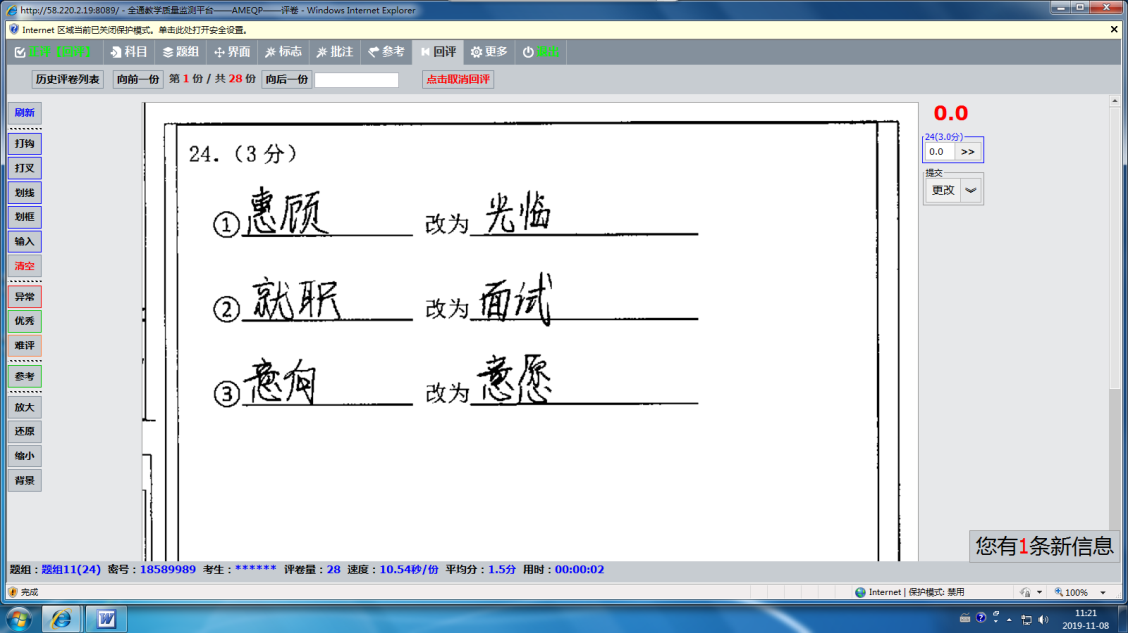 http://58.220.2.19:8089/ - 全通教学质量监测平台——AMEQP——评卷 - Windows Internet Explorer
Internet 区域当前已关闭保护模式。单击此处打开安全设置。
正评【回评】 科目 题组 界面 标志 批注 参考 回评 更多 退出
历史评卷列表 向前一份 第 1 份 / 共 28 份 向后一份 点击取消回评
刷新
打钩
打叉
划线
划框
输入
清空
异常
优秀
难评
参考
放大
还原
缩小
背景
24.（3 分）
①惠顾 改为 光临
②就职 改为 面试
③意向 改为 意愿
0.0
24(3.0分)
0.0 >>
提交
更改
您有1条新信息
题组：题组11(24) 密号：18589989 考生：****** 评卷量：28 速度：10.54秒/份 平均分：1.5分 用时：00:00:02
完成 Internet | 保护模式: 禁用 100%
11:21
2019-11-08